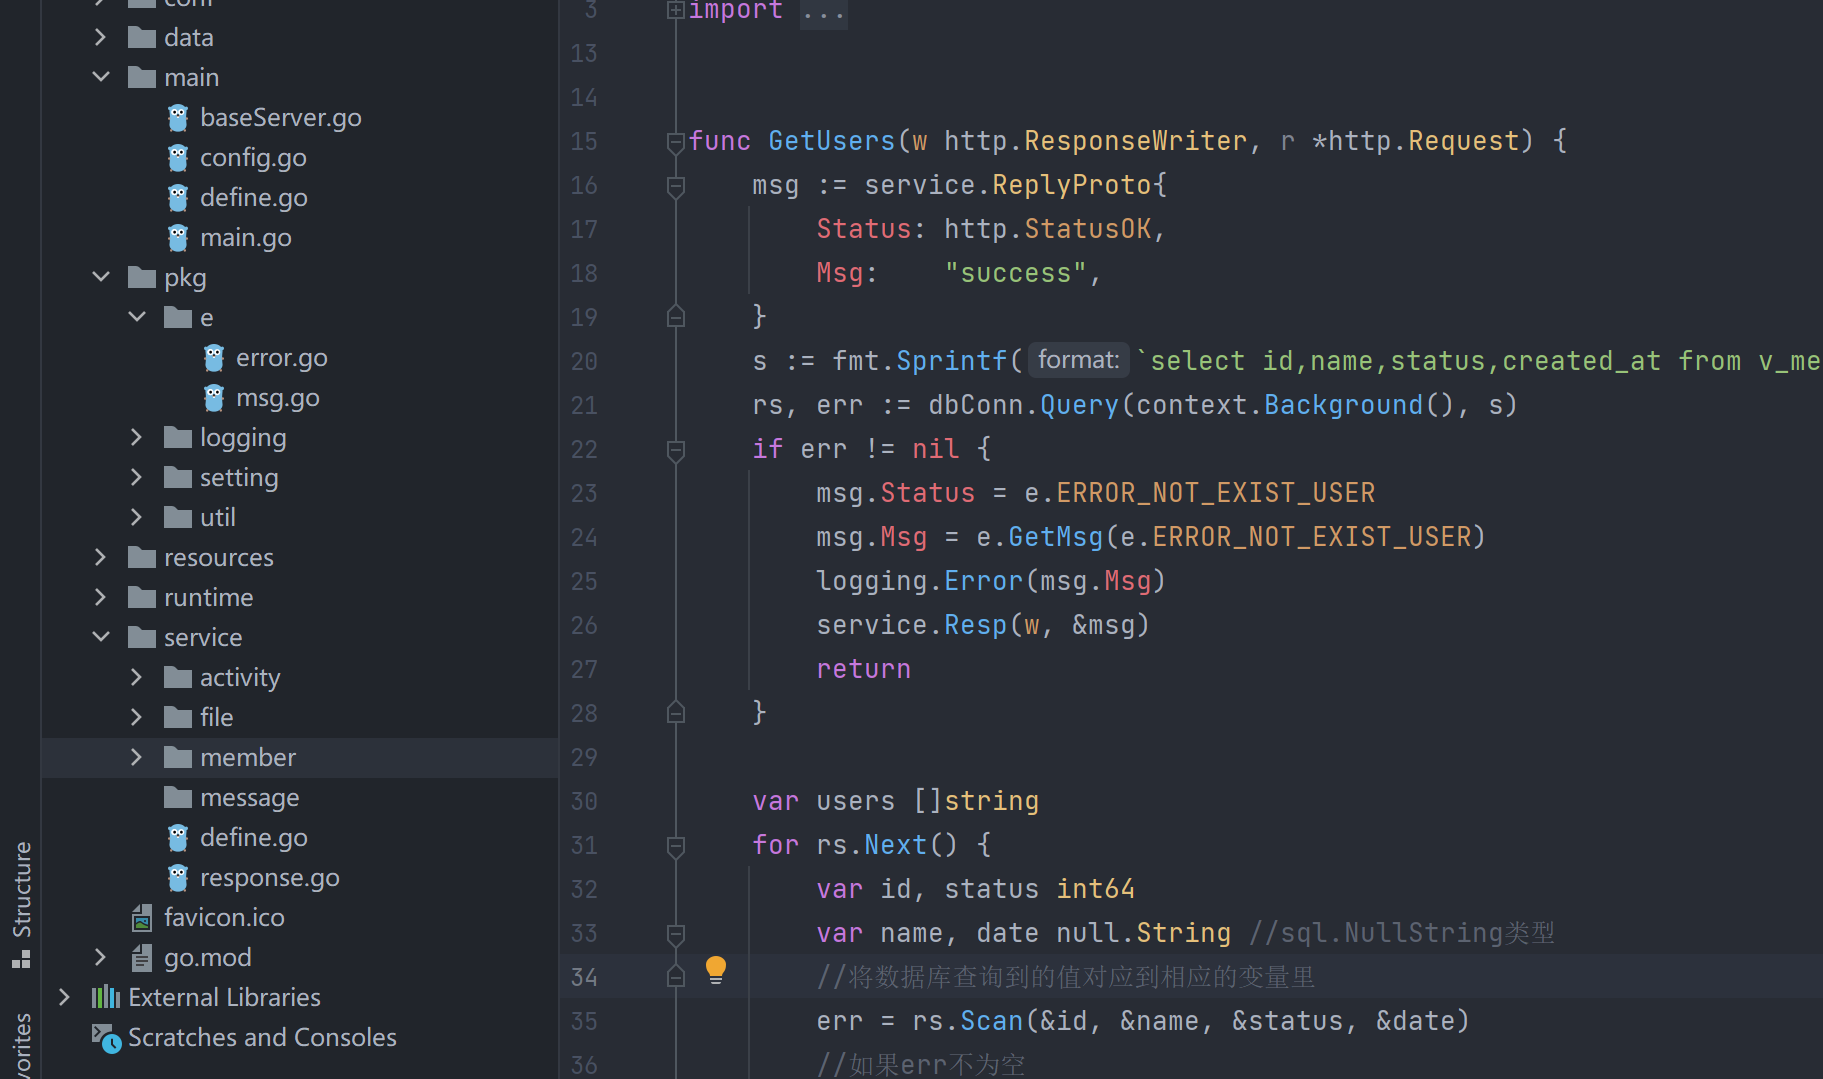 conf
data
main
baseServer.go
config.go
define.go
main.go
pkg
e
error.go
msg.go
logging
setting
util
resources
runtime
service
activity
file
member
message
define.go
response.go
favicon.ico
go.mod
External Libraries
Scratches and Consoles
Structure
vorites
3 import ...
13
14
15 func GetUsers(w http.ResponseWriter, r *http.Request) {
16 msg := service.ReplyProto{
17 Status: http.StatusOK,
18 Msg: "success",
19 }
20 s := fmt.Sprintf( format: `select id,name,status,created_at from v_me
21 rs, err := dbConn.Query(context.Background(), s)
22 if err != nil {
23 msg.Status = e.ERROR_NOT_EXIST_USER
24 msg.Msg = e.GetMsg(e.ERROR_NOT_EXIST_USER)
25 logging.Error(msg.Msg)
26 service.Resp(w, &msg)
27 return
28 }
29
30 var users []string
31 for rs.Next() {
32 var id, status int64
33 var name, date null.String //sql.NullString类型
34 //将数据库查询到的值对应到相应的变量里
35 err = rs.Scan(&id, &name, &status, &date)
36 //如果err不为空